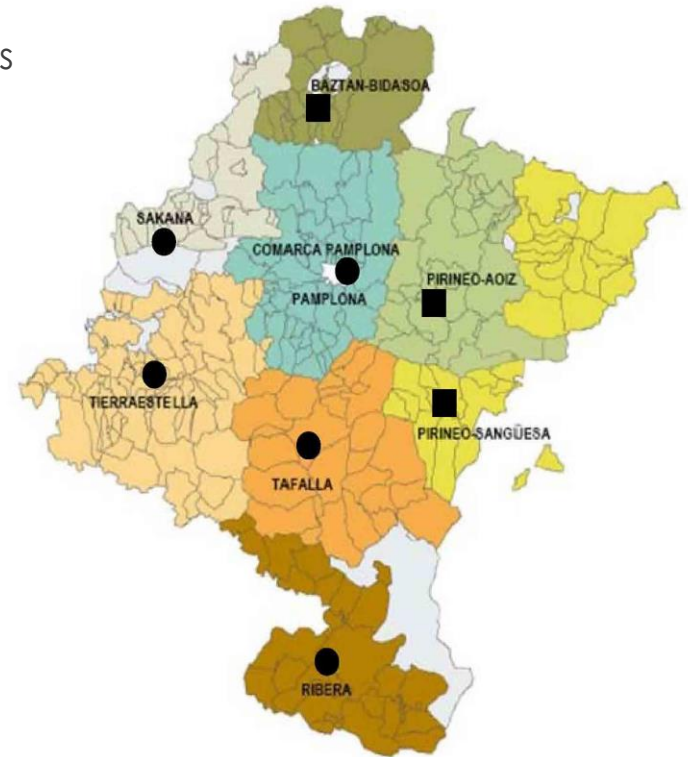 S
BAZTAN-BIDASOA
SAKANA
COMARCA PAMPLONA
PAMPLONA
PIRINEO-AOIZ
TIERRAESTELLA
PIRINEO-SANGÜESA
TAFALLA
RIBERA